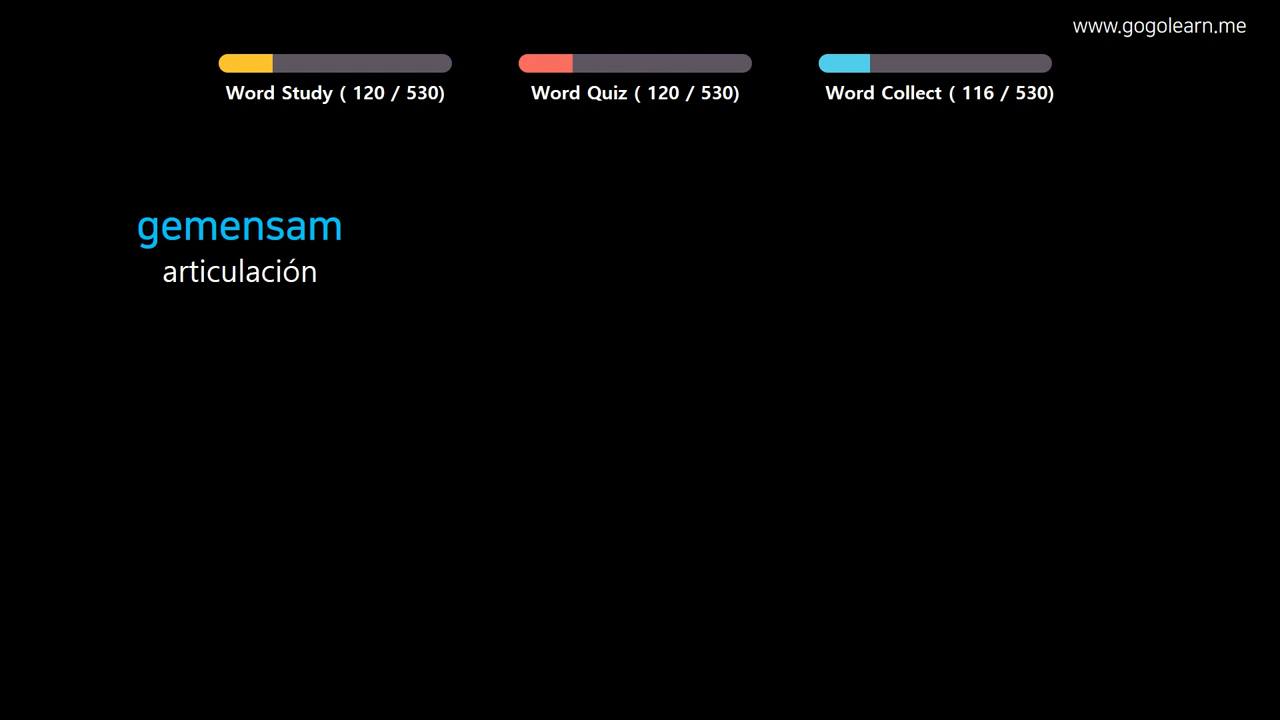 www.gogolearn.me
Word Study ( 120 / 530)
Word Quiz ( 120 / 530)
Word Collect ( 116 / 530)
gemensam
articulación